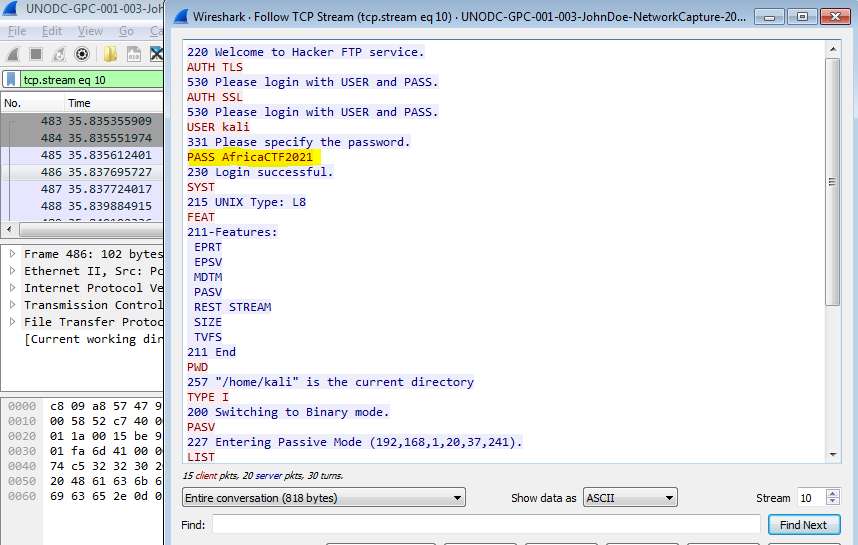 UNODC-GPC-001-003-Joh
File Edit View Go Ca
tcp.stream eq 10
No. Time
483 35.835355909
484 35.835551974
485 35.835612401
486 35.837695727
487 35.837724017
488 35.839884915
Frame 486: 102 bytes
Ethernet II, Src: Pc
Internet Protocol Ve
Transmission Control
File Transfer Protoc
[Current working dir
0000 c8 09 a8 57 47 9
0010 00 58 52 c7 40 0
0020 01 1a 00 15 be 9
0030 01 fa 6d 41 00 0
0040 74 c5 32 32 30 2
0050 20 48 61 63 6b 6
0060 69 63 65 2e 0d 0
Wireshark · Follow TCP Stream (tcp.stream eq 10) · UNODC-GPC-001-003-JohnDoe-NetworkCapture-20...
220 Welcome to Hacker FTP service.
AUTH TLS
530 Please login with USER and PASS.
AUTH SSL
530 Please login with USER and PASS.
USER kali
331 Please specify the password.
PASS AfricaCTF2021
230 Login successful.
SYST
215 UNIX Type: L8
FEAT
211-Features:
EPRT
EPSV
MDTM
PASV
REST STREAM
SIZE
TVFS
211 End
PWD
257 "/home/kali" is the current directory
TYPE I
200 Switching to Binary mode.
PASV
227 Entering Passive Mode (192,168,1,20,37,241).
LIST
15 client pkts, 20 server pkts, 30 turns.
Entire conversation (818 bytes) Show data as ASCII Stream 10
Find: Find Next